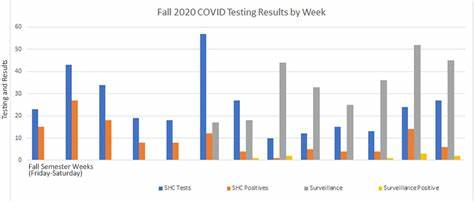 Fall 2020 COVID Testing Results by Week
60
50
40
30
20
10
0
Testing and Results
Fall Semester Weeks
(Friday-Saturday)
SHC Tests SHC Positives Surveillance Surveillance Positive